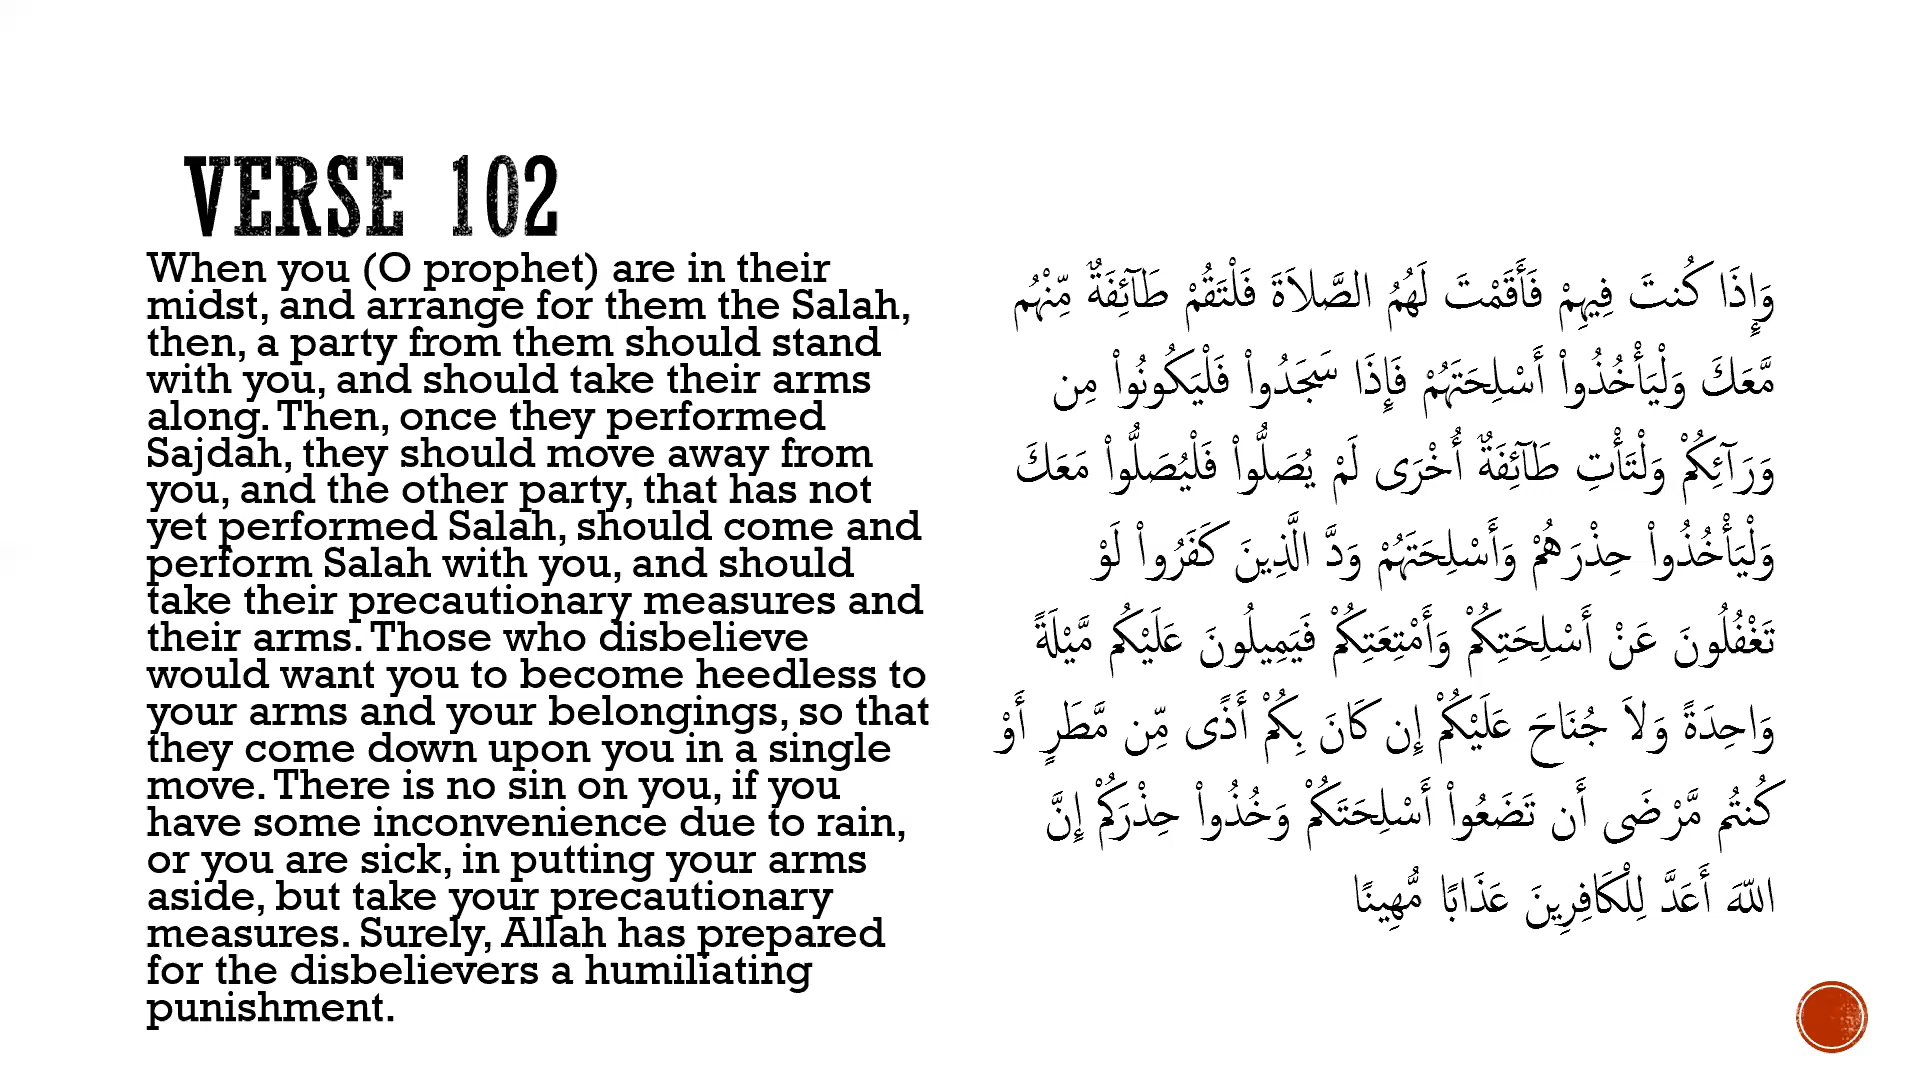 VERSE 102
When you (O prophet) are in their
midst, and arrange for them the Salah,
then, a party from them should stand
with you, and should take their arms
along. Then, once they performed
Sajdah, they should move away from
you, and the other party, that has not
yet performed Salah, should come and
perform Salah with you, and should
take their precautionary measures and
their arms. Those who disbelieve
would want you to become heedless to
your arms and your belongings, so that
they come down upon you in a single
move. There is no sin on you, if you
have some inconvenience due to rain,
or you are sick, in putting your arms
aside, but take your precautionary
measures. Surely, Allah has prepared
for the disbelievers a humiliating
punishment.
وَإِذَا كُنتَ فِيهِمْ فَأَقَمْتَ لَهُمُ الصَّلاَةَ فَلْتَقُمْ طَآئِفَةٌ مِّنْهُم
مَّعَكَ وَلْيَأْخُذُواْ أَسْلِحَتَهُمْ فَإِذَا سَجَدُواْ فَلْيَكُونُواْ مِن
وَرَآئِكُمْ وَلْتَأْتِ طَآئِفَةٌ أُخْرَى لَمْ يُصَلُّواْ فَلْيُصَلُّواْ مَعَكَ
وَلْيَأْخُذُواْ حِذْرَهُمْ وَأَسْلِحَتَهُمْ وَدَّ الَّذِينَ كَفَرُواْ لَوْ
تَغْفُلُونَ عَنْ أَسْلِحَتِكُمْ وَأَمْتِعَتِكُمْ فَيَمِيلُونَ عَلَيْكُم مَّيْلَةً
وَاحِدَةً وَلاَ جُنَاحَ عَلَيْكُمْ إِن كَانَ بِكُمْ أَذًى مِّن مَّطَرٍ أَوْ
كُنتُم مَّرْضَى أَن تَضَعُواْ أَسْلِحَتَكُمْ وَخُذُواْ حِذْرَكُمْ إِنَّ
اللّهَ أَعَدَّ لِلْكَافِرِينَ عَذَابًا مُّهِينًا